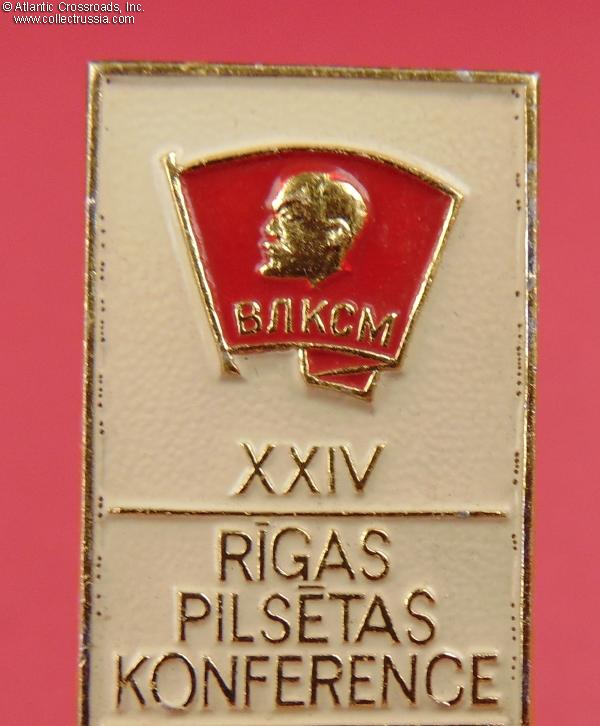 © Atlantic Crossroads, Inc.
www.collectrussia.com
ВЛКСМ
XXIV
RĪGAS
PILSĒTAS
KONFERENCE